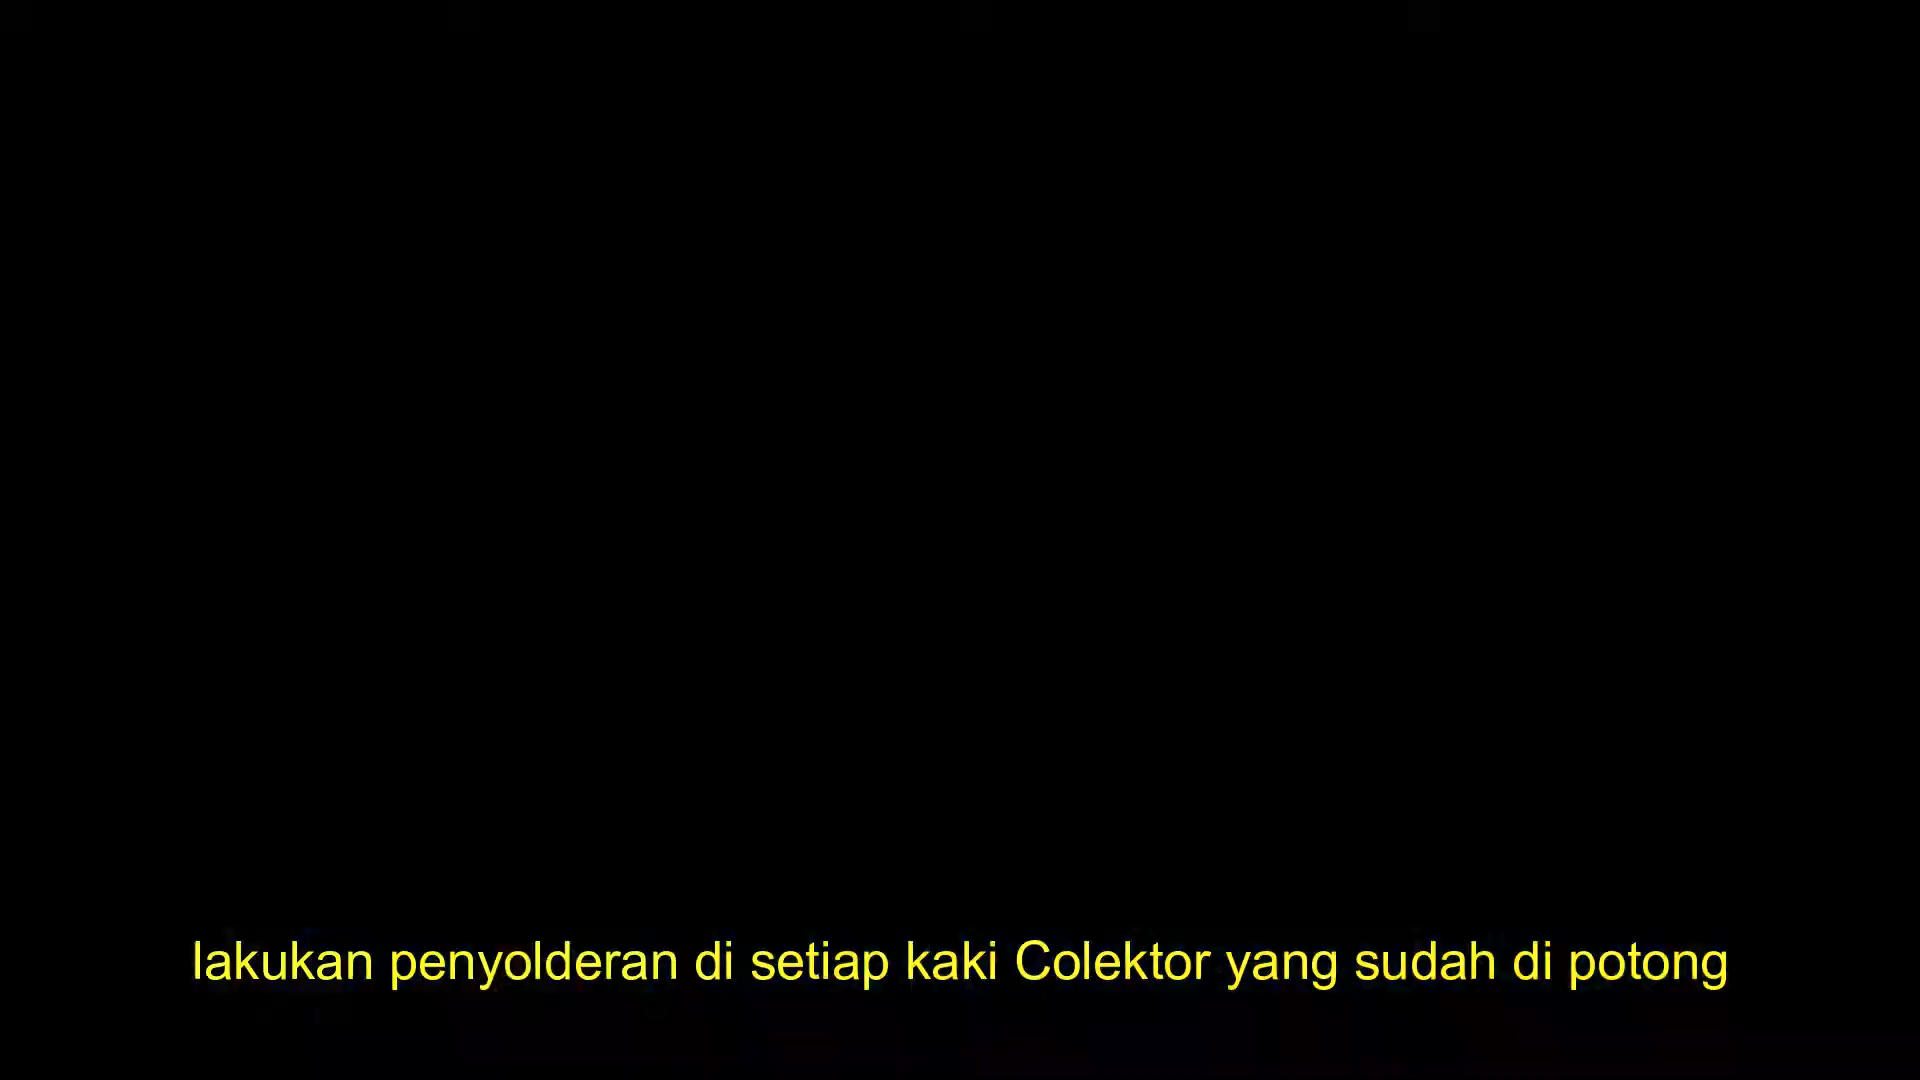 lakukan penyolderan di setiap kaki Colektor yang sudah di potong